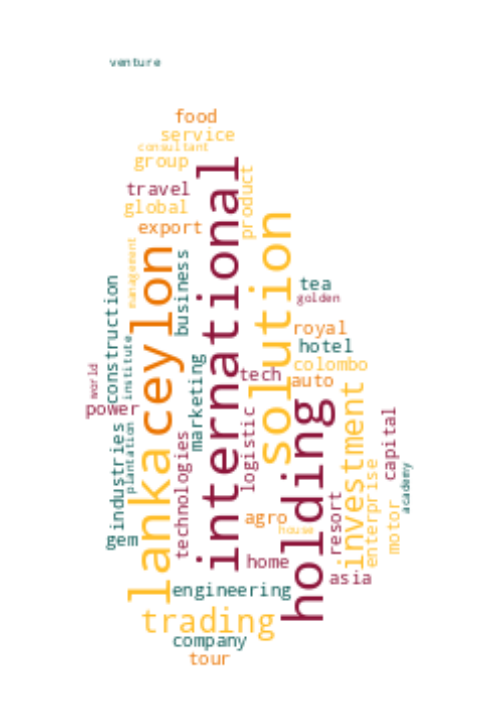 venture
food
service
consultant
group
international
travel
product
global
solution
export
management
ceylon
business
construction
tea
golden
royal
institute
hotel
marketing
colombo
world
tech
auto
investment
power
holding
logistic
capital
plantation
industries
technologies
lanka
enterprise
academy
resort
motor
agro
house
gem
home
asia
engineering
trading
company
tour